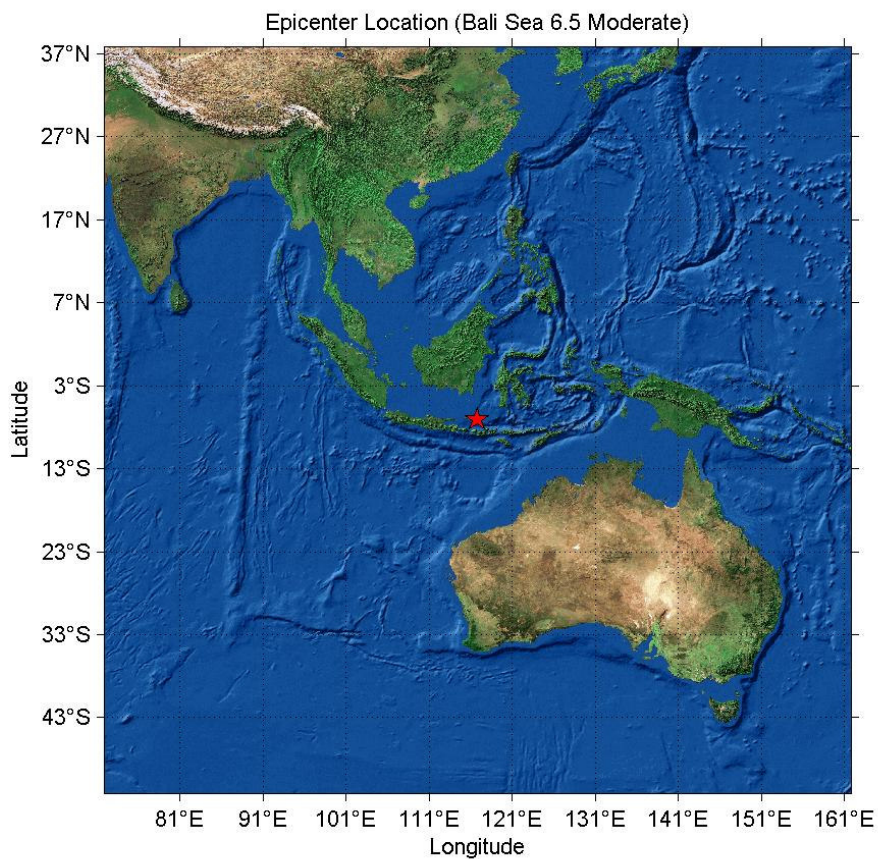 Epicenter Location (Bali Sea 6.5 Moderate)
37°N
27°N
17°N
7°N
3°S
13°S
23°S
33°S
43°S
Latitude
81°E 91°E 101°E 111°E 121°E 131°E 141°E 151°E 161°E
Longitude